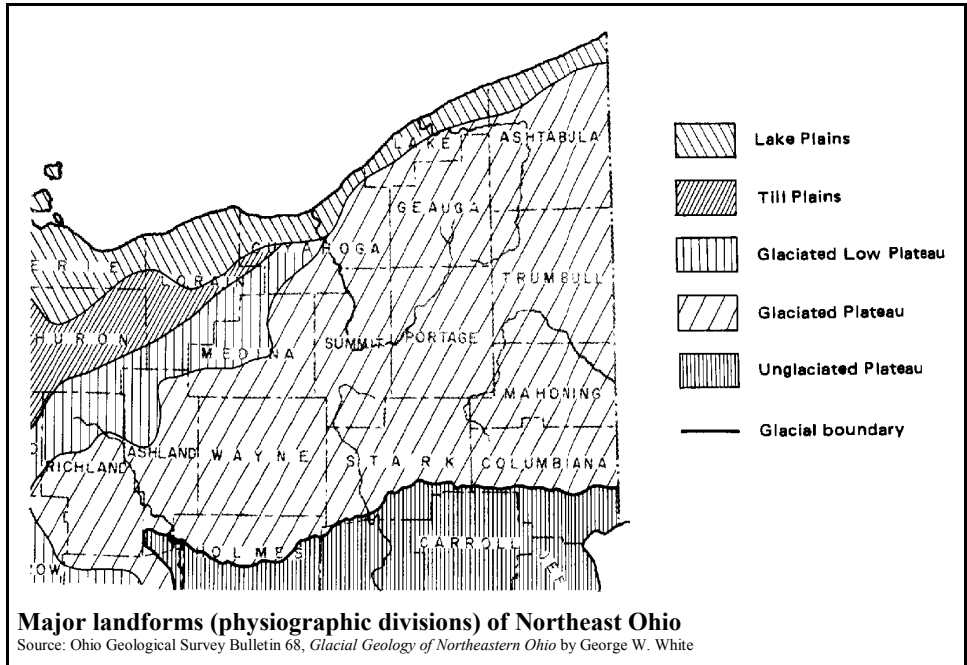 LAKE
ASHTABULA
GEAUGA
CUYAHOGA
ERIE
LORAIN
TRUMBULL
HURON
MEDINA
SUMMIT
PORTAGE
MAHONING
RICHLAND
ASHLAND
WAYNE
STARK
COLUMBIANA
HOLMES
CARROLL
OW
Lake Plains
Till Plains
Glaciated Low Plateau
Glaciated Plateau
Unglaciated Plateau
Glacial boundary
Major landforms (physiographic divisions) of Northeast Ohio
Source: Ohio Geological Survey Bulletin 68, Glacial Geology of Northeastern Ohio by George W. White